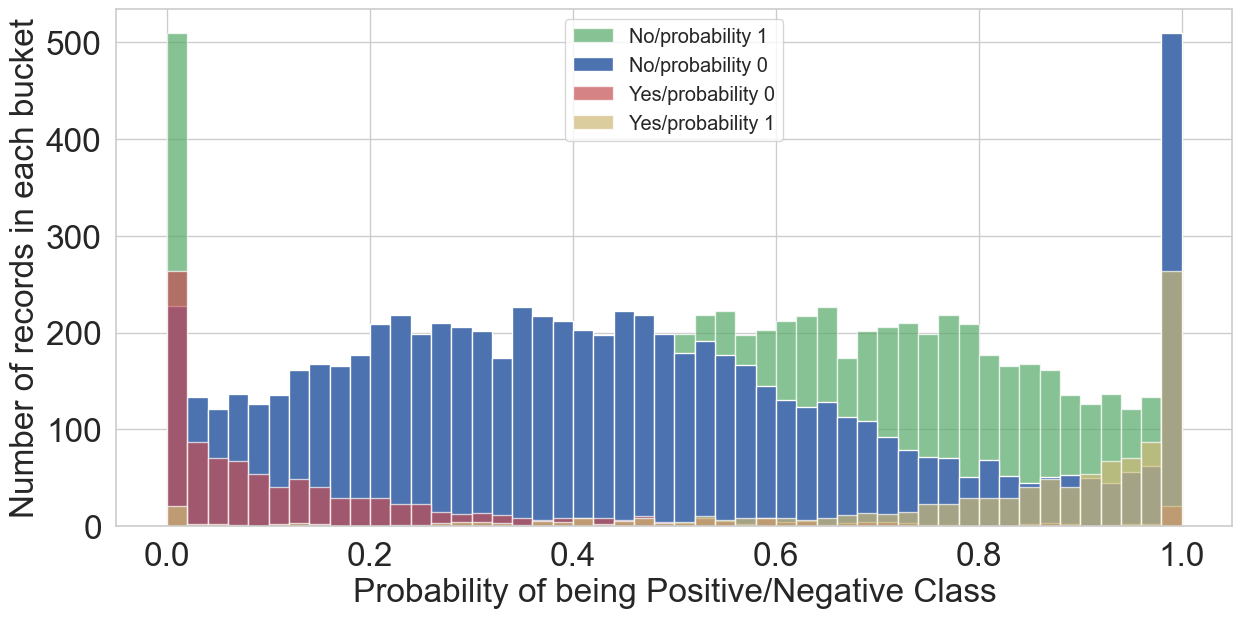 Number of records in each bucket
500
400
300
200
100
0
No/probability 1
No/probability 0
Yes/probability 0
Yes/probability 1
0.0 0.2 0.4 0.6 0.8 1.0
Probability of being Positive/Negative Class